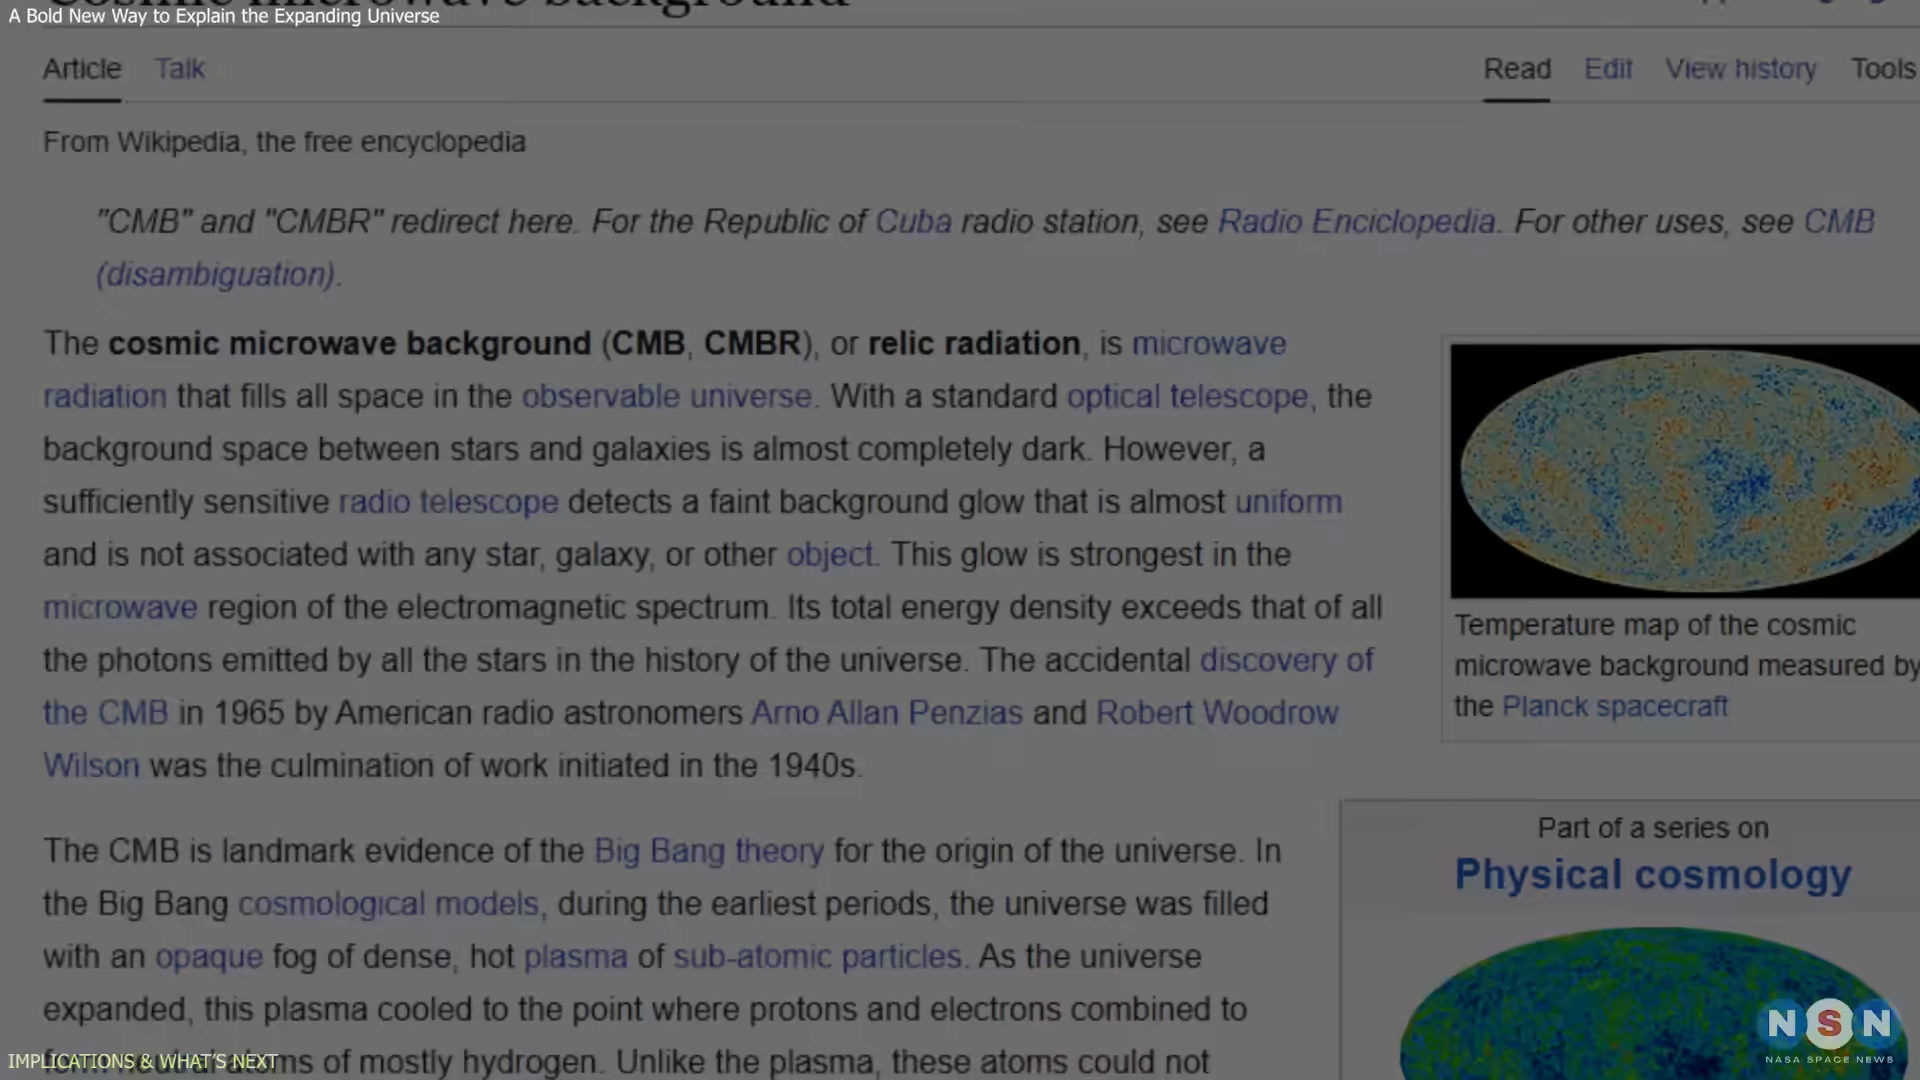 Cosmic microwave background
A Bold New Way to Explain the Expanding Universe
Article Talk Read Edit View history Tools
From Wikipedia, the free encyclopedia
"CMB" and "CMBR" redirect here. For the Republic of Cuba radio station, see Radio Enciclopedia. For other uses, see CMB
(disambiguation).
The cosmic microwave background (CMB, CMBR), or relic radiation, is microwave
radiation that fills all space in the observable universe. With a standard optical telescope, the
background space between stars and galaxies is almost completely dark. However, a
sufficiently sensitive radio telescope detects a faint background glow that is almost uniform
and is not associated with any star, galaxy, or other object. This glow is strongest in the
microwave region of the electromagnetic spectrum. Its total energy density exceeds that of all
the photons emitted by all the stars in the history of the universe. The accidental discovery of
the CMB in 1965 by American radio astronomers Arno Allan Penzias and Robert Woodrow
Wilson was the culmination of work initiated in the 1940s.
Temperature map of the cosmic
microwave background measured by
the Planck spacecraft
The CMB is landmark evidence of the Big Bang theory for the origin of the universe. In
the Big Bang cosmological models, during the earliest periods, the universe was filled
with an opaque fog of dense, hot plasma of sub-atomic particles. As the universe
expanded, this plasma cooled to the point where protons and electrons combined to
form neutral atoms of mostly hydrogen. Unlike the plasma, these atoms could not
Part of a series on
Physical cosmology
IMPLICATIONS & WHAT'S NEXT
NSN
NASA SPACE NEWS